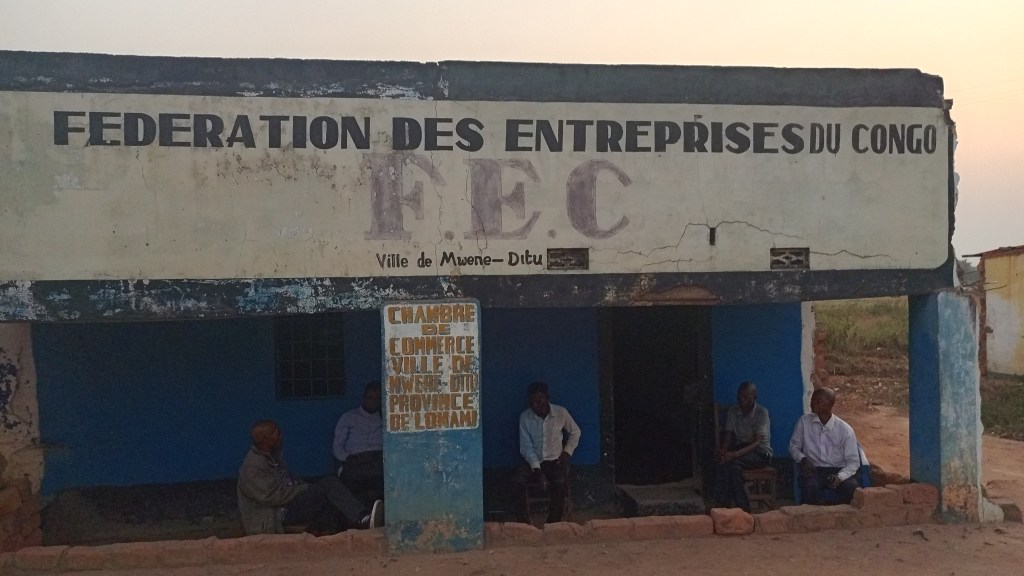 FEDERATION DES ENTREPRISES DU CONGO
F.E.C
Ville de Mwene-Ditu
CHAMBRE
DE
COMMERCE
VILLE DE
MWENE-DITU
PROVINCE
DE LOMAMI